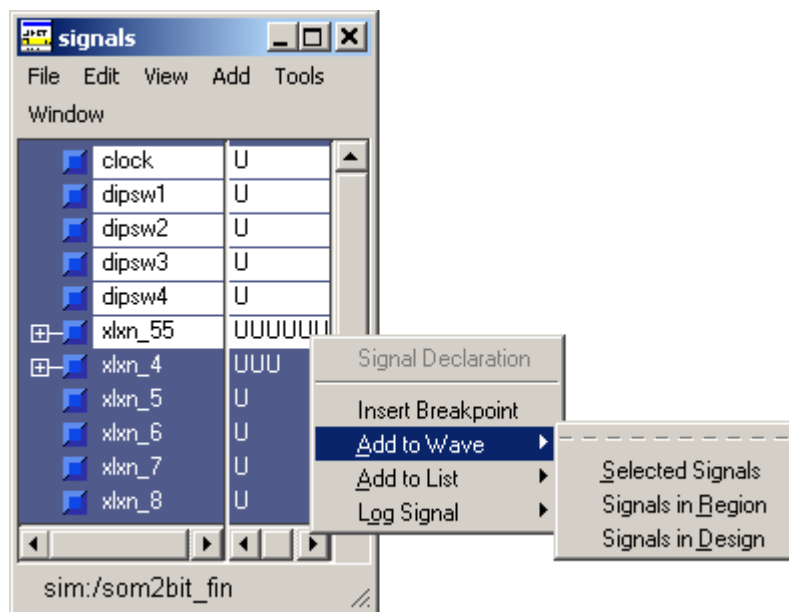 signals
File Edit View Add Tools
Window
clock U
dipsw1 U
dipsw2 U
dipsw3 U
dipsw4 U
xlxn_55 UUUUUU
xlxn_4 UUU
xlxn_5 U
xlxn_6 U
xlxn_7 U
xlxn_8 U
Signal Declaration
Insert Breakpoint
Add to Wave
Add to List
Log Signal
Selected Signals
Signals in Region
Signals in Design
sim:/som2bit_fin